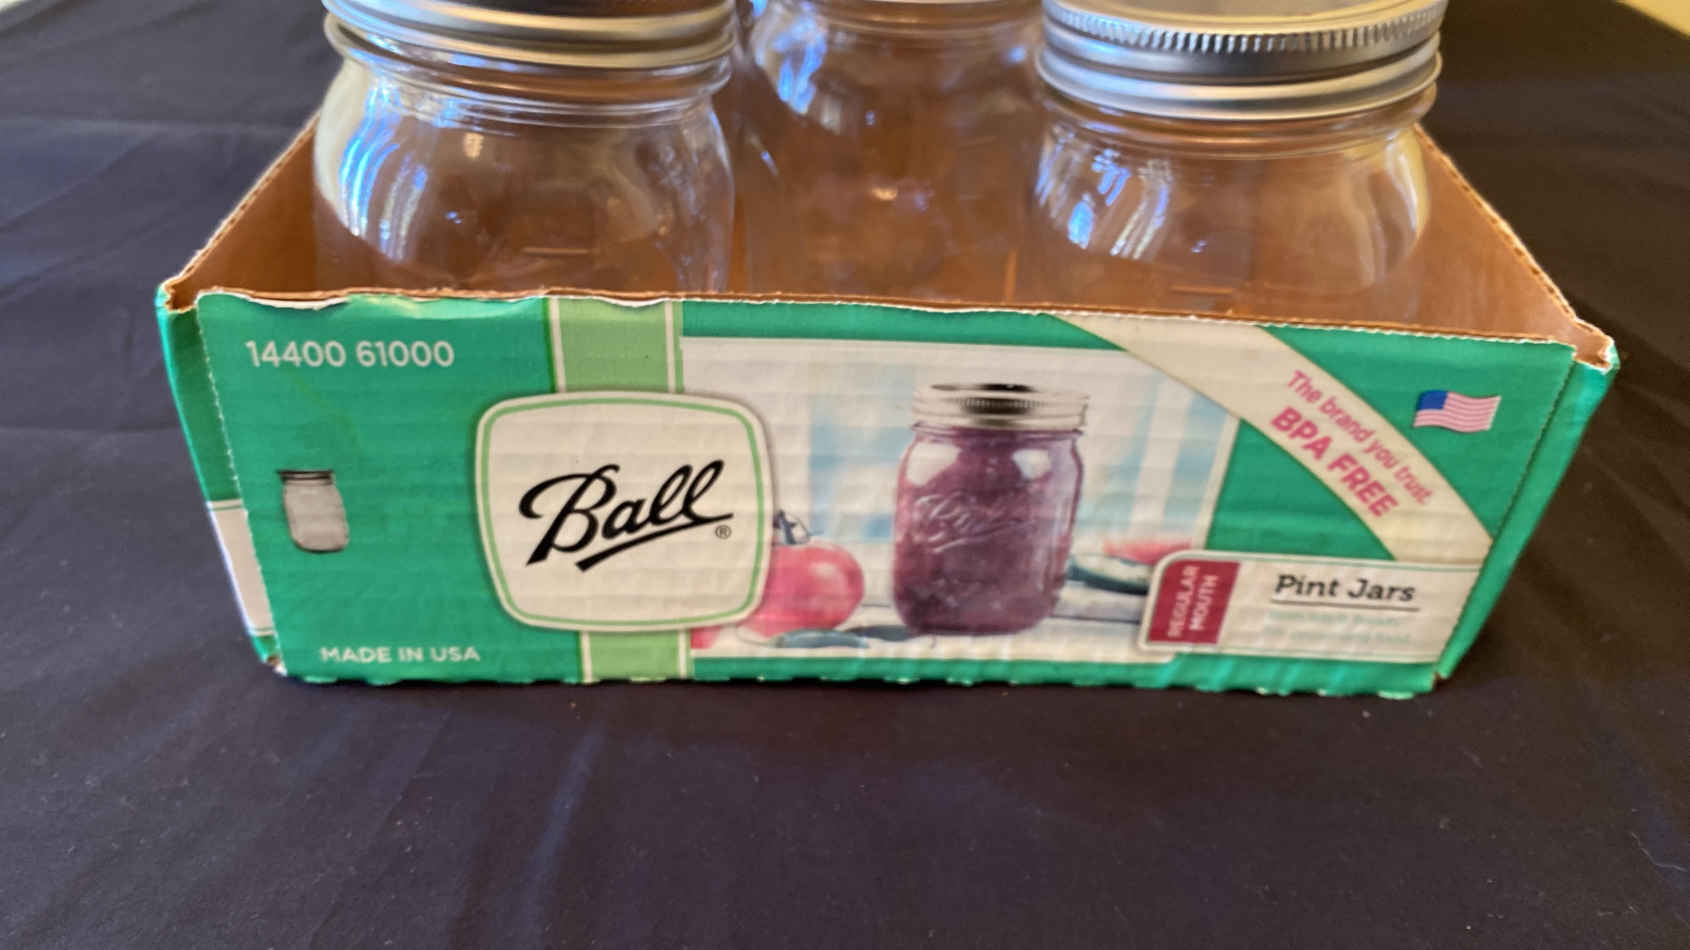 14400 61000
The brand you trust.
BPA FREE
Ball®
REGULAR
MOUTH
Pint Jars
MADE IN USA